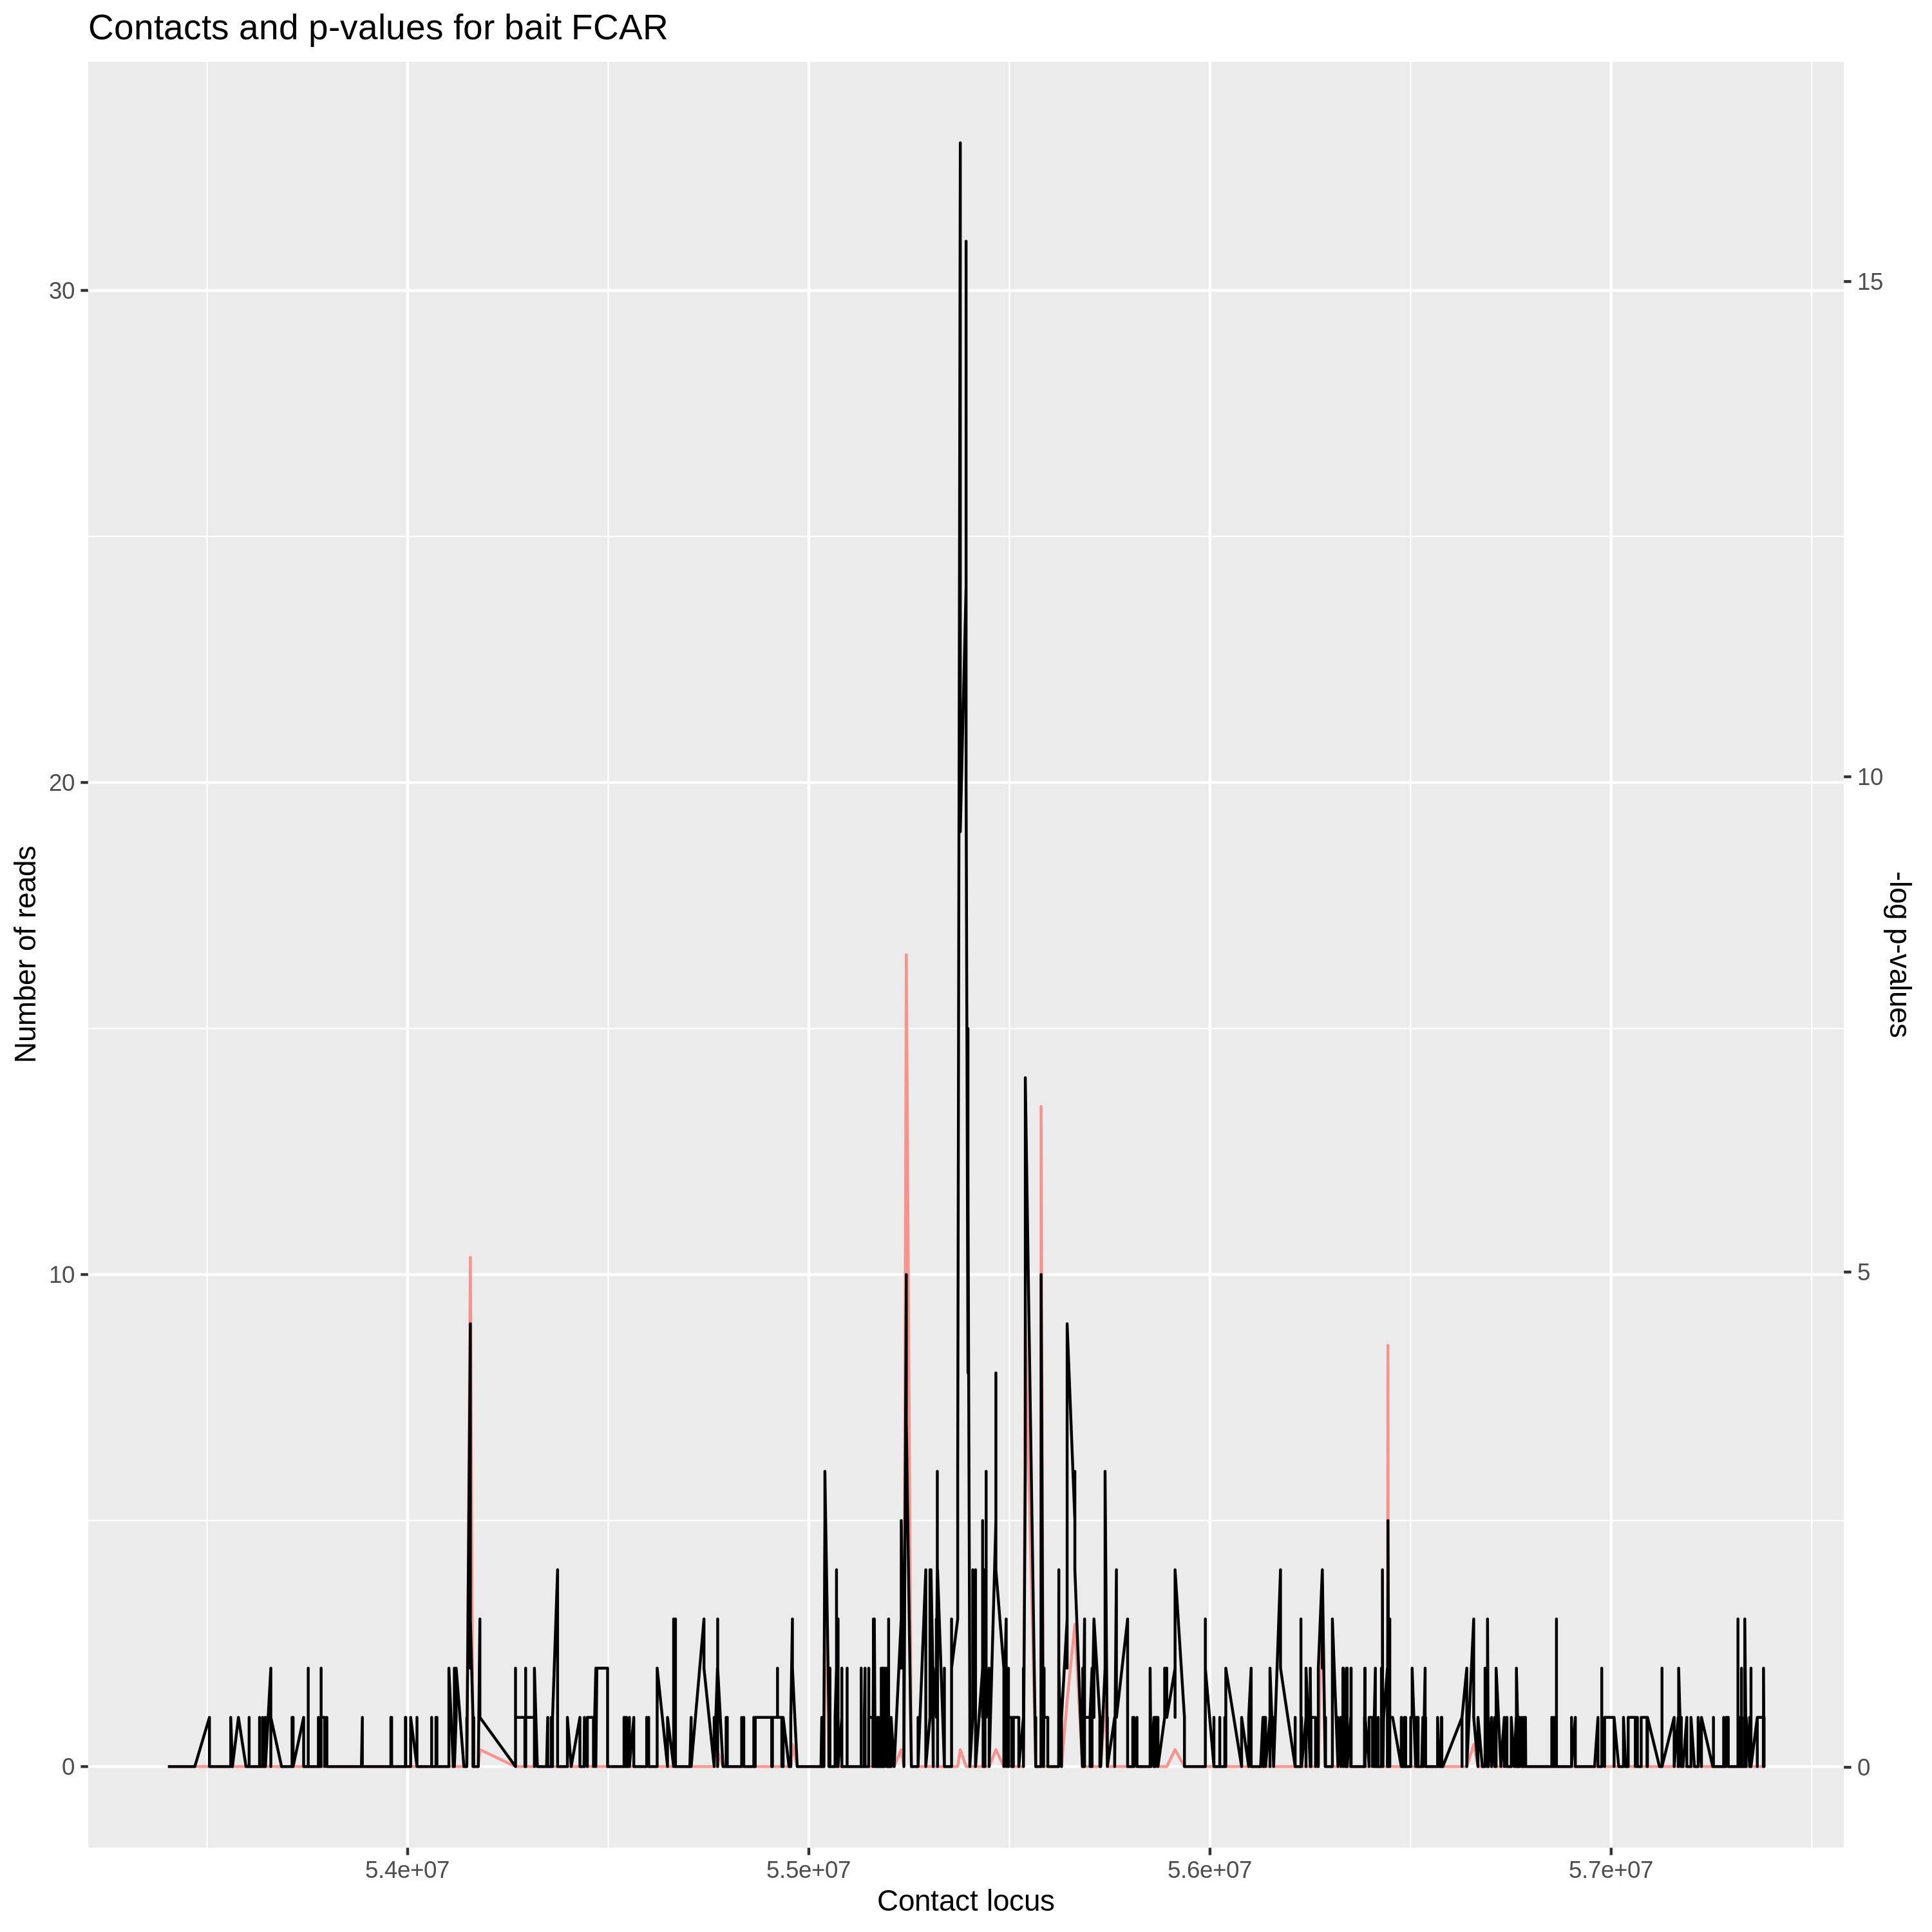 Contacts and p-values for bait FCAR
30
20
10
0
Number of reads
15
10
5
0
-log p-values
5.4e+07
5.5e+07
5.6e+07
5.7e+07
Contact locus